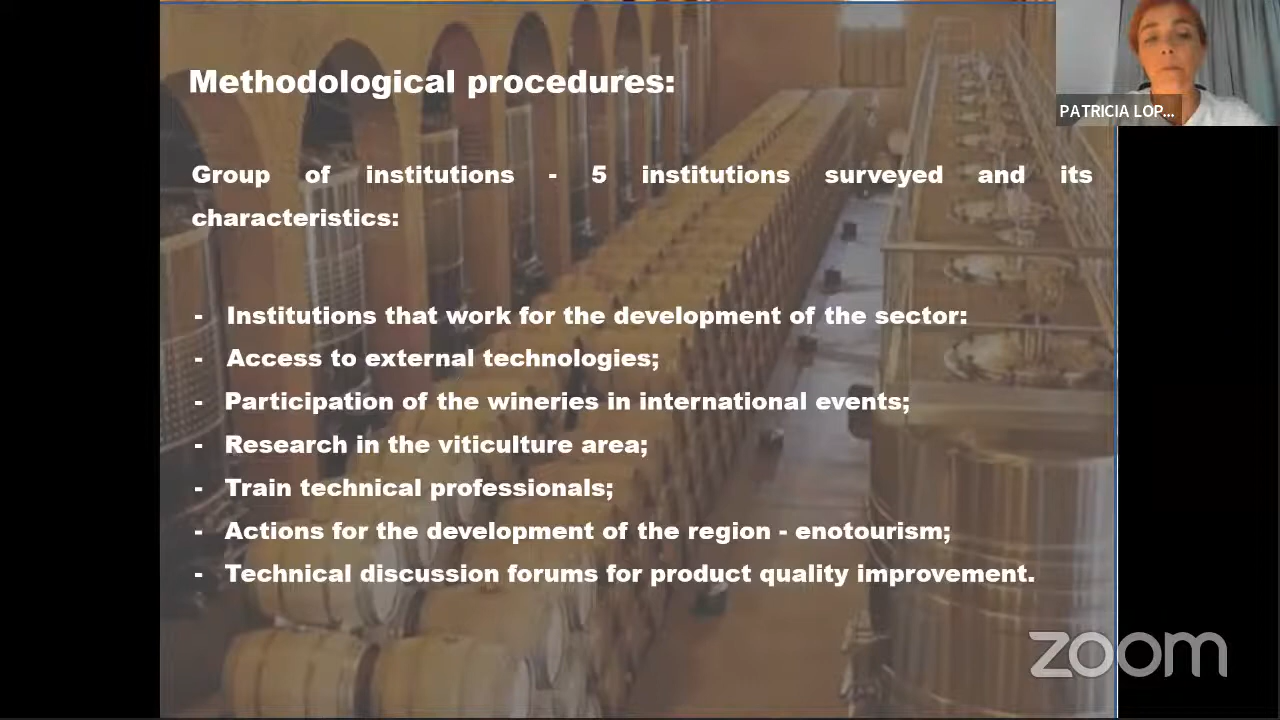 Methodological procedures:
PATRICIA LOP...
Group of institutions - 5 institutions surveyed and its
characteristics:
- Institutions that work for the development of the sector:
- Access to external technologies;
- Participation of the wineries in international events;
- Research in the viticulture area;
- Train technical professionals;
- Actions for the development of the region - enotourism;
- Technical discussion forums for product quality improvement.
zoom